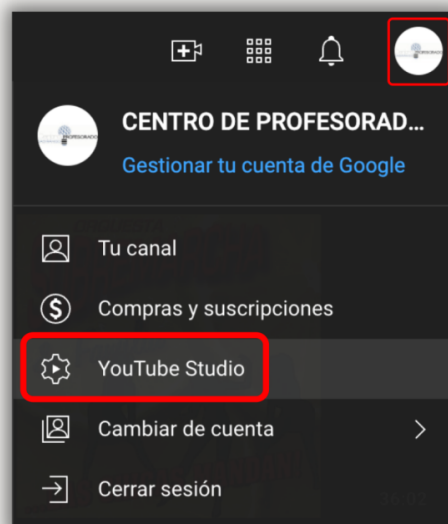 CENTRO DE PROFESORAD...
Gestionar tu cuenta de Google
Tu canal
Compras y suscripciones
YouTube Studio
Cambiar de cuenta
Cerrar sesión